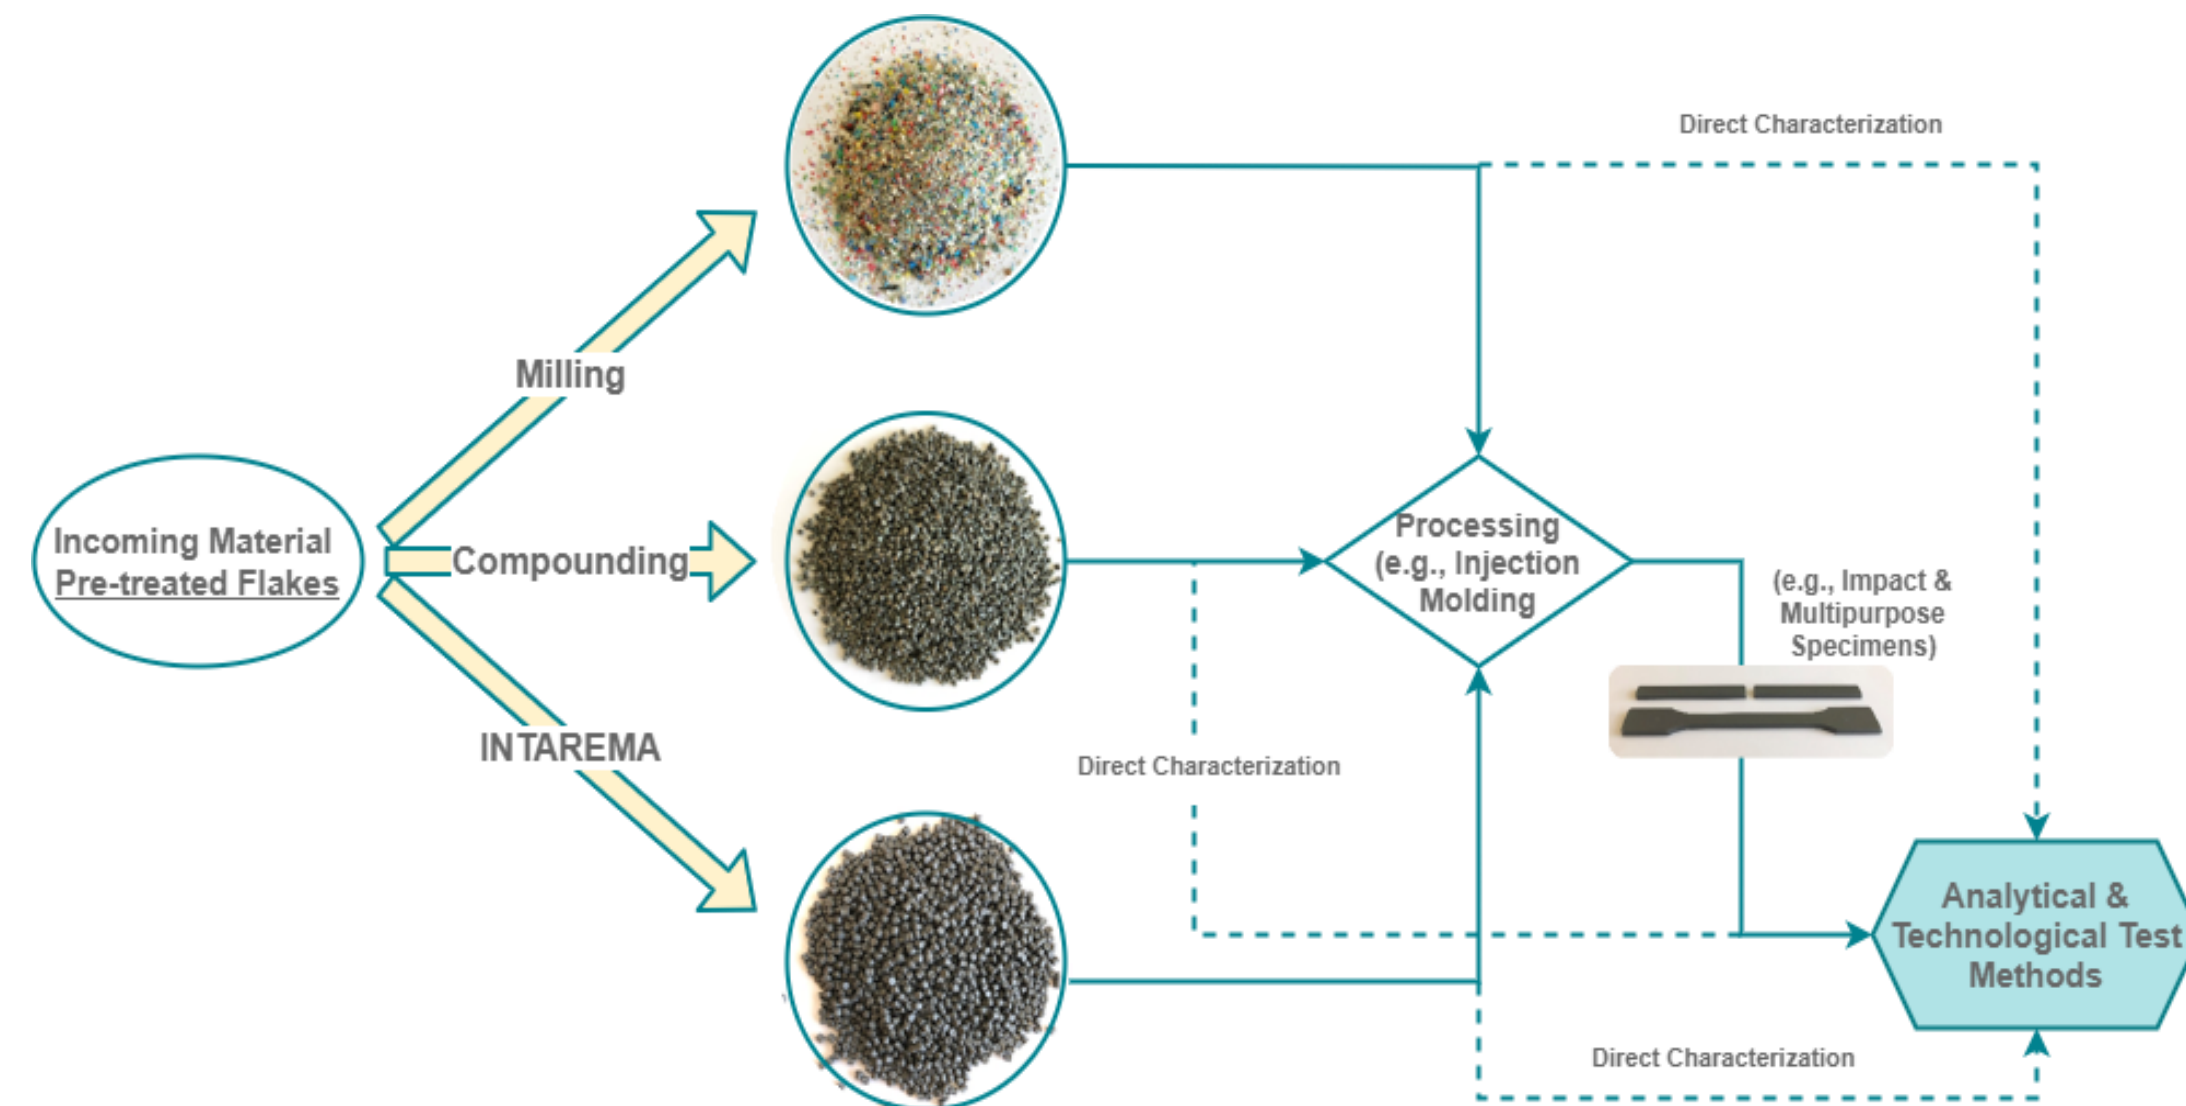 Direct Characterization
Milling
Incoming Material
Pre-treated Flakes
Compounding
Processing
(e.g., Injection
Molding
(e.g., Impact &
Multipurpose
Specimens)
INTAREMA
Direct Characterization
Analytical &
Technological Test
Methods
Direct Characterization